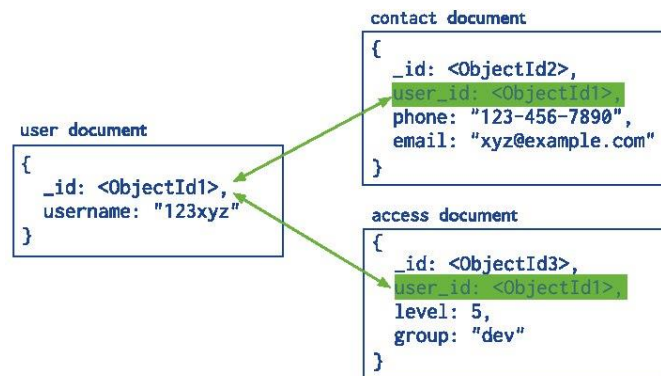 contact document
{
_id: <ObjectId2>,
user_id: <ObjectId1>,
phone: "123-456-7890",
email: "xyz@example.com"
}
user document
{
_id: <ObjectId1>,
username: "123xyz"
}
access document
{
_id: <ObjectId3>,
user_id: <ObjectId1>,
level: 5,
group: "dev"
}